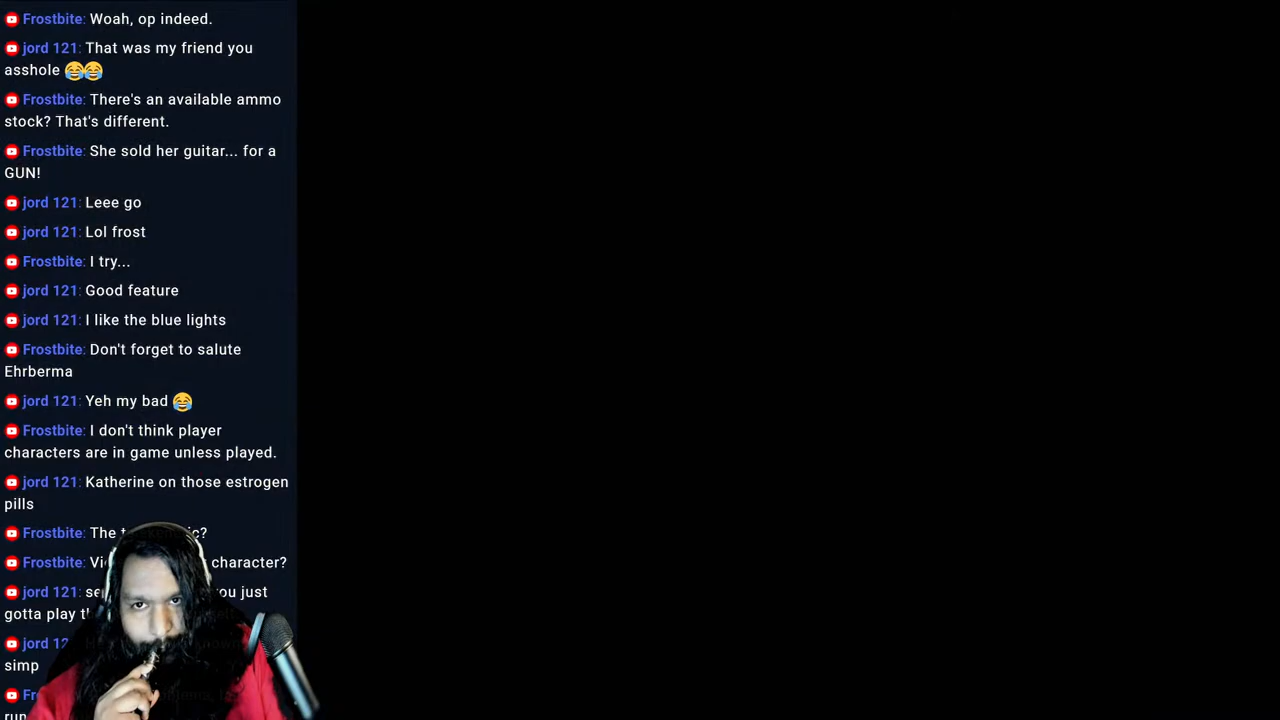 Frostbite: Woah, op indeed.
jord 121: That was my friend you
asshole 😂😂
Frostbite: There's an available ammo
stock? That's different.
Frostbite: She sold her guitar... for a
GUN!
jord 121: Leee go
jord 121: Lol frost
Frostbite: I try...
jord 121: Good feature
jord 121: I like the blue lights
Frostbite: Don't forget to salute
Ehrberma
jord 121: Yeh my bad 😂
Frostbite: I don't think player
characters are in game unless played.
jord 121: Katherine on those estrogen
pills
Frostbite: The
Frostbite: character?
jord 121: you just
gotta play
jord
simp